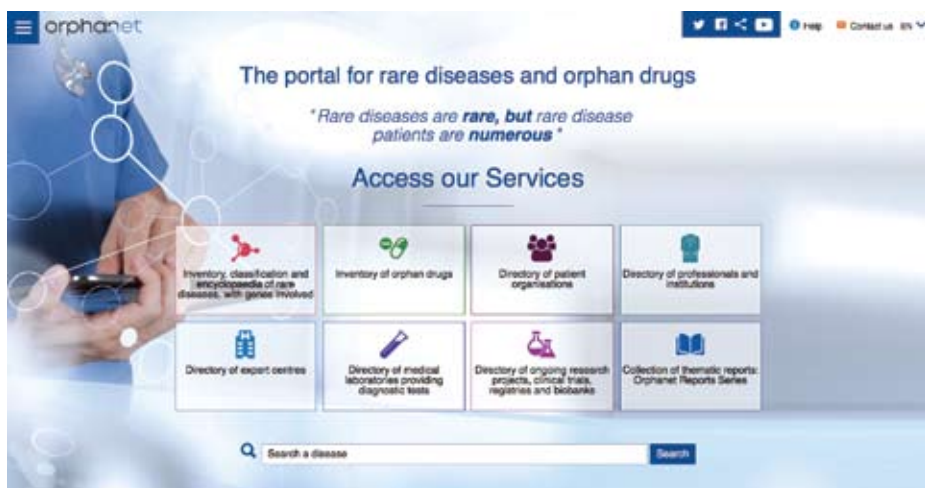 orphanet
Help
Contact us
EN
The portal for rare diseases and orphan drugs
"Rare diseases are rare, but rare disease
patients are numerous"
Access our Services
Inventory, classification and
encyclopaedia of rare
diseases, with genes involved
Inventory of orphan drugs
Directory of patient
organisations
Directory of professionals and
institutions
Directory of expert centres
Directory of medical
laboratories providing
diagnostic tests
Directory of ongoing research
projects, clinical trials,
registries and biobanks
Collection of thematic reports:
Orphanet Reports Series
Search a disease
Search